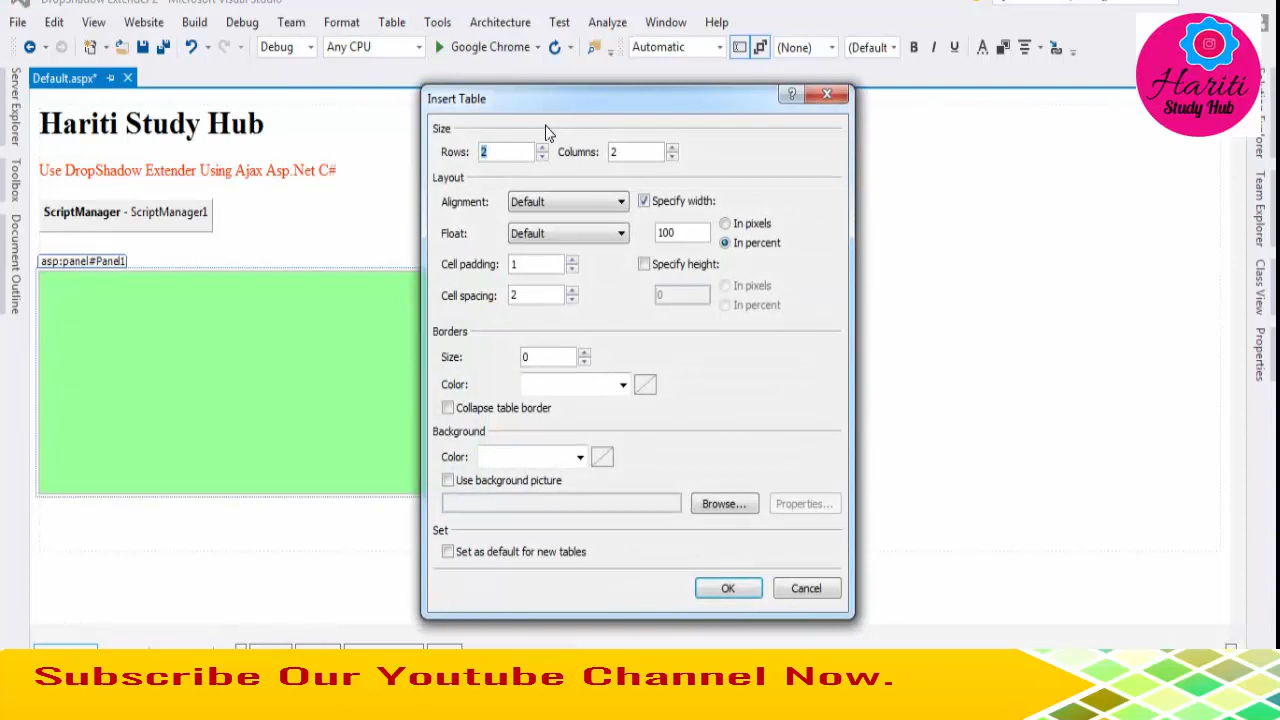 DropShadow Extender2 - Microsoft Visual Studio
File Edit View Website Build Debug Team Format Table Tools Architecture Test Analyze Window Help
Debug Any CPU Google Chrome Automatic (None) (Default B I U A
Default.aspx*
Server Explorer
Toolbox
Document Outline
Hariti Study Hub
Use DropShadow Extender Using Ajax Asp.Net C#
ScriptManager - ScriptManager1
asp:panel#Panel1
Insert Table
Size
Rows: 2 Columns: 2
Layout
Alignment: Default Specify width:
In pixels
Float: Default 100 In percent
Cell padding: 1 Specify height:
In pixels
Cell spacing: 2 0 In percent
Borders
Size: 0
Color:
Collapse table border
Background
Color:
Use background picture
Browse... Properties...
Set
Set as default for new tables
OK Cancel
Hariti
Study Hub
Explorer
Team Explorer
Class View
Properties
Subscribe Our Youtube Channel Now.